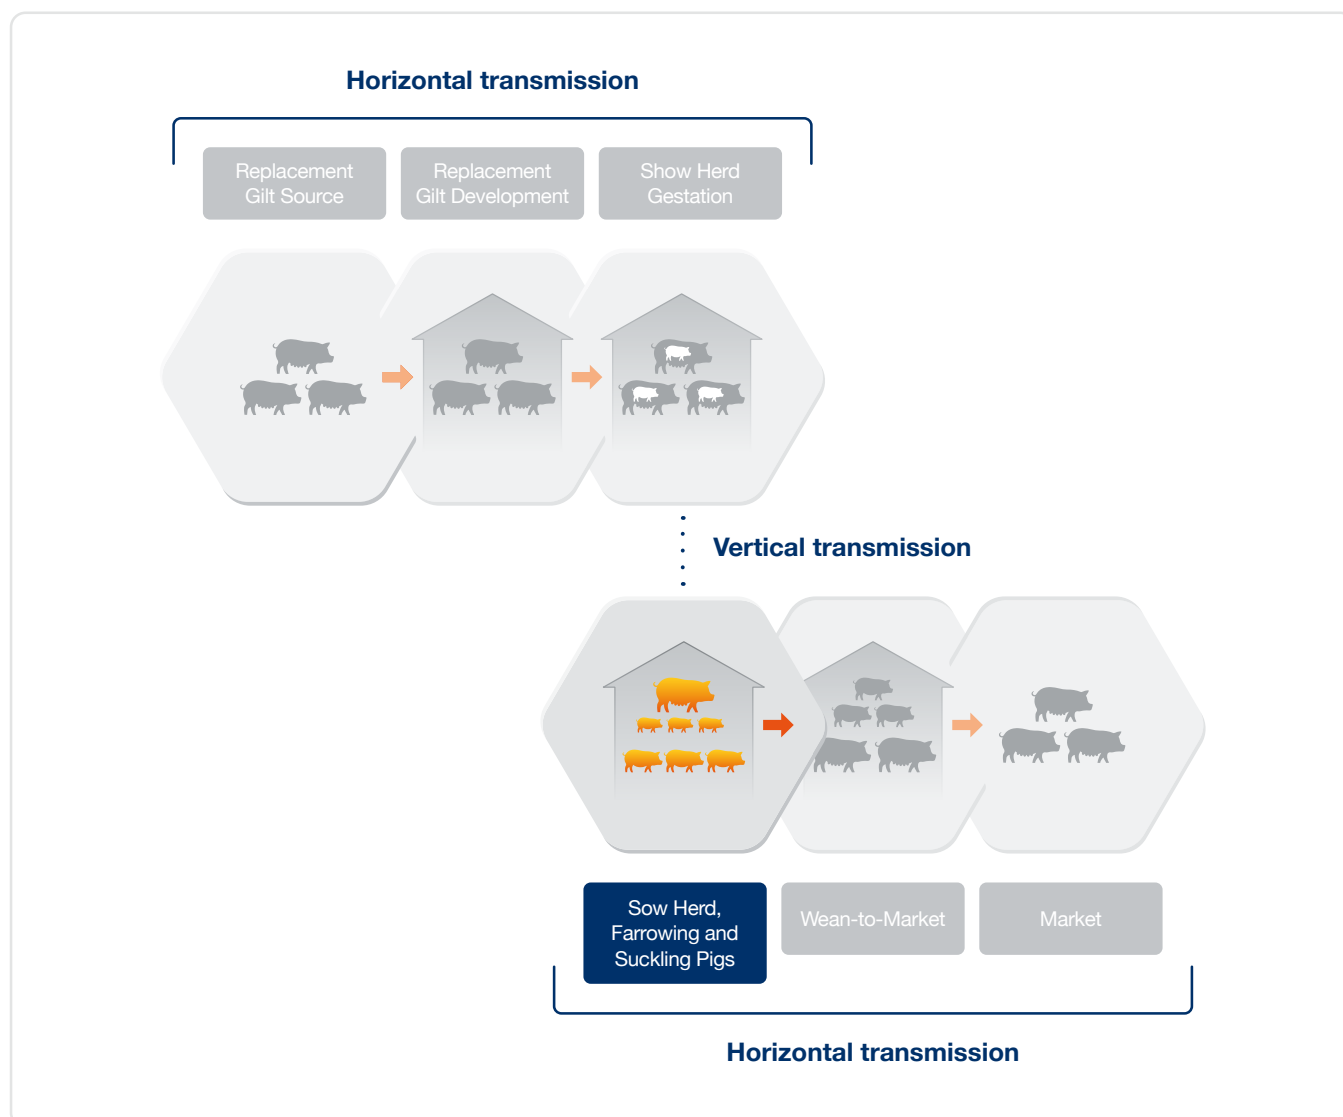 Horizontal transmission
Replacement
Gilt Source
Replacement
Gilt Development
Show Herd
Gestation
Vertical transmission
Sow Herd,
Farrowing and
Suckling Pigs
Wean-to-Market
Market
Horizontal transmission